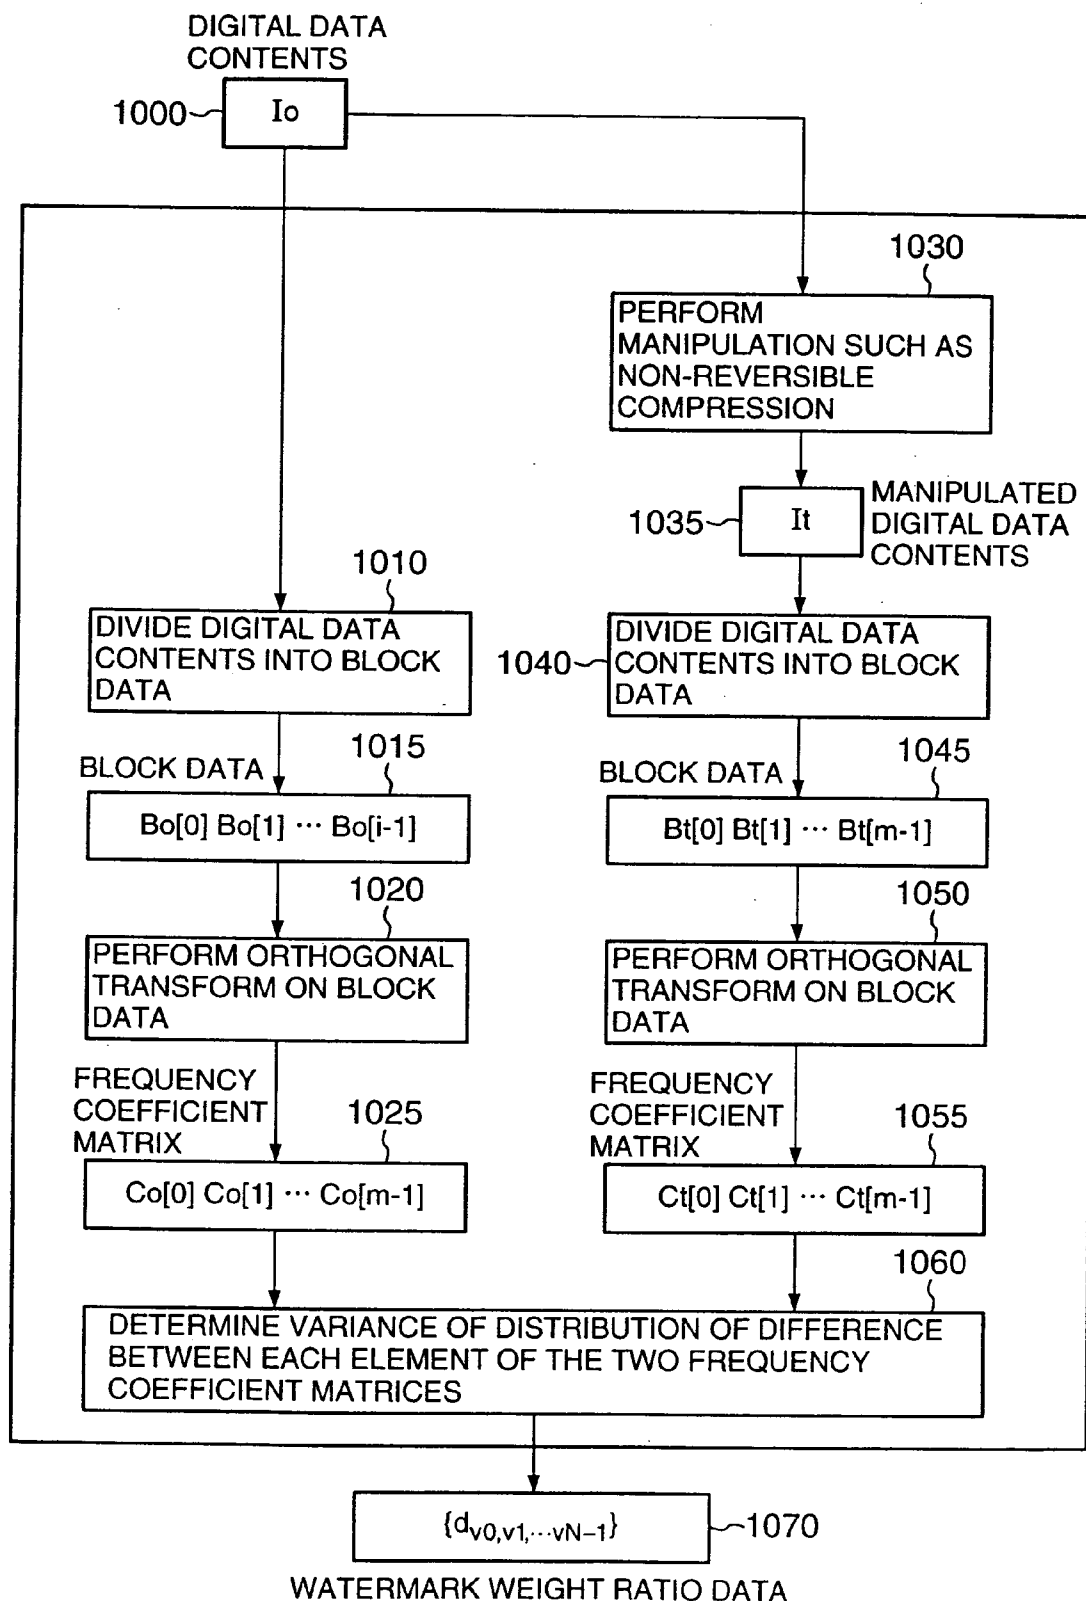 DIGITAL DATA
CONTENTS
1000
Io
1030
PERFORM
MANIPULATION SUCH AS
NON-REVERSIBLE
COMPRESSION
1035
It
MANIPULATED
DIGITAL DATA
CONTENTS
1010
DIVIDE DIGITAL DATA
CONTENTS INTO BLOCK
DATA
1040
DIVIDE DIGITAL DATA
CONTENTS INTO BLOCK
DATA
BLOCK DATA
1015
Bo[0] Bo[1] ··· Bo[i-1]
BLOCK DATA
1045
Bt[0] Bt[1] ··· Bt[m-1]
1020
PERFORM ORTHOGONAL
TRANSFORM ON BLOCK
DATA
1050
PERFORM ORTHOGONAL
TRANSFORM ON BLOCK
DATA
FREQUENCY
COEFFICIENT
MATRIX
1025
Co[0] Co[1] ··· Co[m-1]
FREQUENCY
COEFFICIENT
MATRIX
1055
Ct[0] Ct[1] ··· Ct[m-1]
1060
DETERMINE VARIANCE OF DISTRIBUTION OF DIFFERENCE
BETWEEN EACH ELEMENT OF THE TWO FREQUENCY
COEFFICIENT MATRICES
{dv0,v1,···vN−1}
1070
WATERMARK WEIGHT RATIO DATA